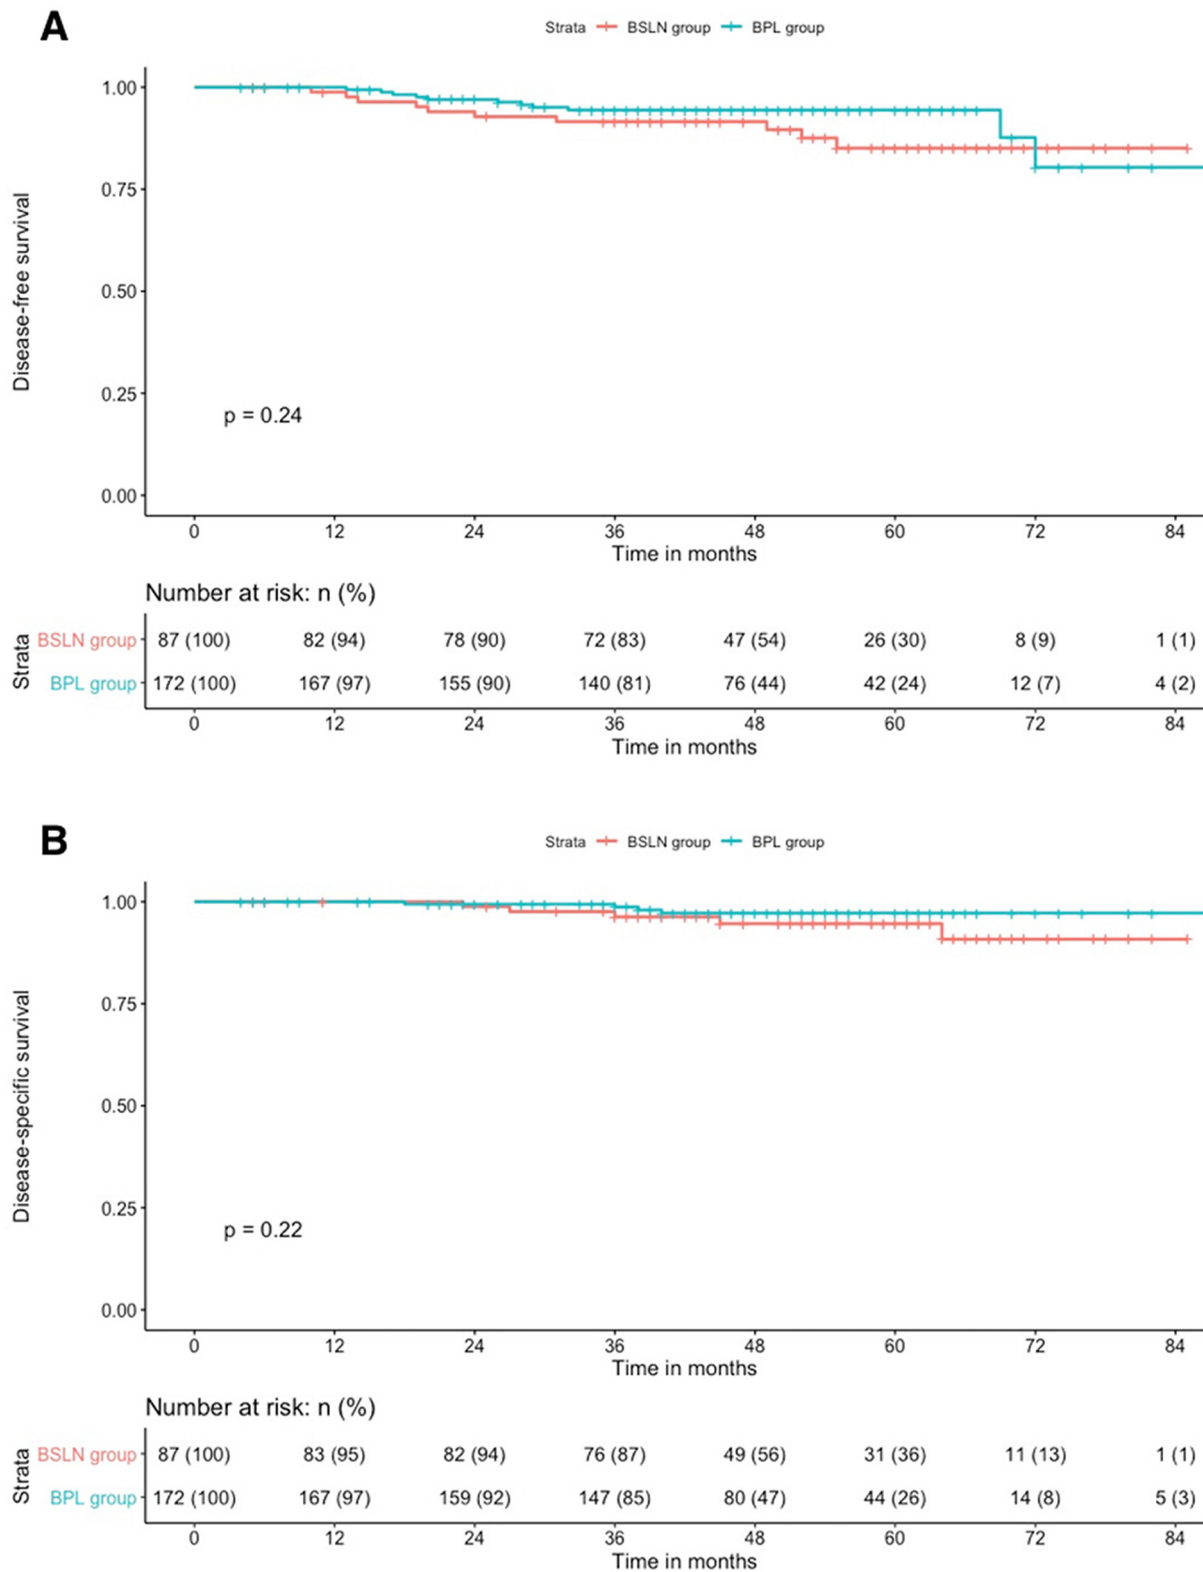 A
Strata BSLN group BPL group
1.00
0.75
0.50
0.25
0.00
Disease-free survival
p = 0.24
0 12 24 36 48 60 72 84
Time in months
Number at risk: n (%)
Strata
BSLN group 87 (100) 82 (94) 78 (90) 72 (83) 47 (54) 26 (30) 8 (9) 1 (1)
BPL group 172 (100) 167 (97) 155 (90) 140 (81) 76 (44) 42 (24) 12 (7) 4 (2)
0 12 24 36 48 60 72 84
Time in months
B
Strata BSLN group BPL group
1.00
0.75
0.50
0.25
0.00
Disease-specific survival
p = 0.22
0 12 24 36 48 60 72 84
Time in months
Number at risk: n (%)
Strata
BSLN group 87 (100) 83 (95) 82 (94) 76 (87) 49 (56) 31 (36) 11 (13) 1 (1)
BPL group 172 (100) 167 (97) 159 (92) 147 (85) 80 (47) 44 (26) 14 (8) 5 (3)
0 12 24 36 48 60 72 84
Time in months